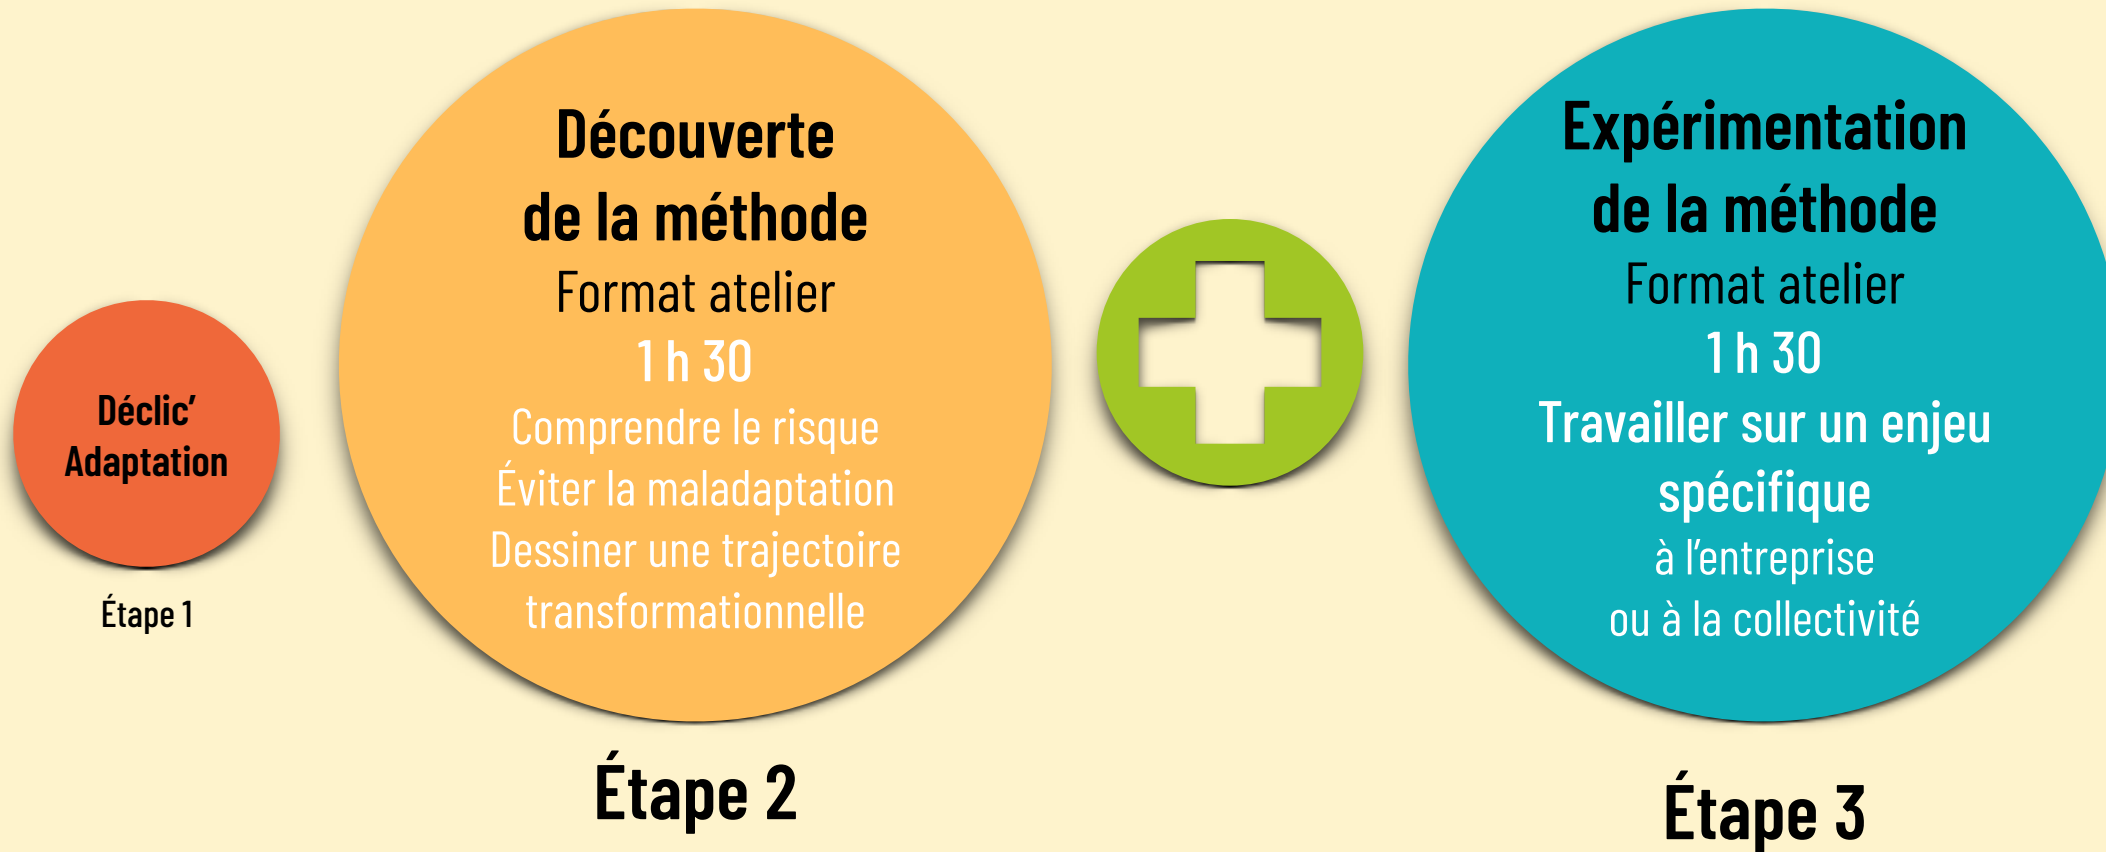 Déclic’
Adaptation
Étape 1
Découverte
de la méthode
Format atelier
1 h 30
Comprendre le risque
Éviter la maladaptation
Dessiner une trajectoire
transformationnelle
Étape 2
Expérimentation
de la méthode
Format atelier
1 h 30
Travailler sur un enjeu
spécifique
à l’entreprise
ou à la collectivité
Étape 3